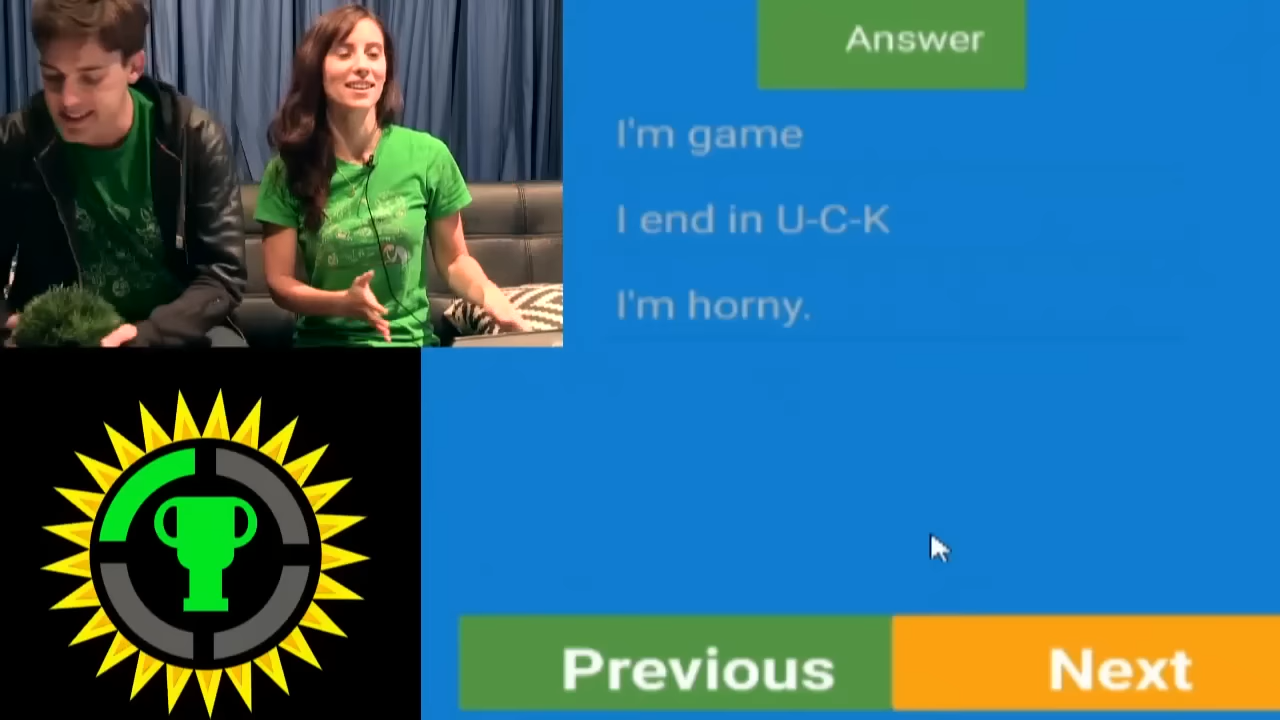 Answer
I'm game
I end in U-C-K
I'm horny.
Previous
Next